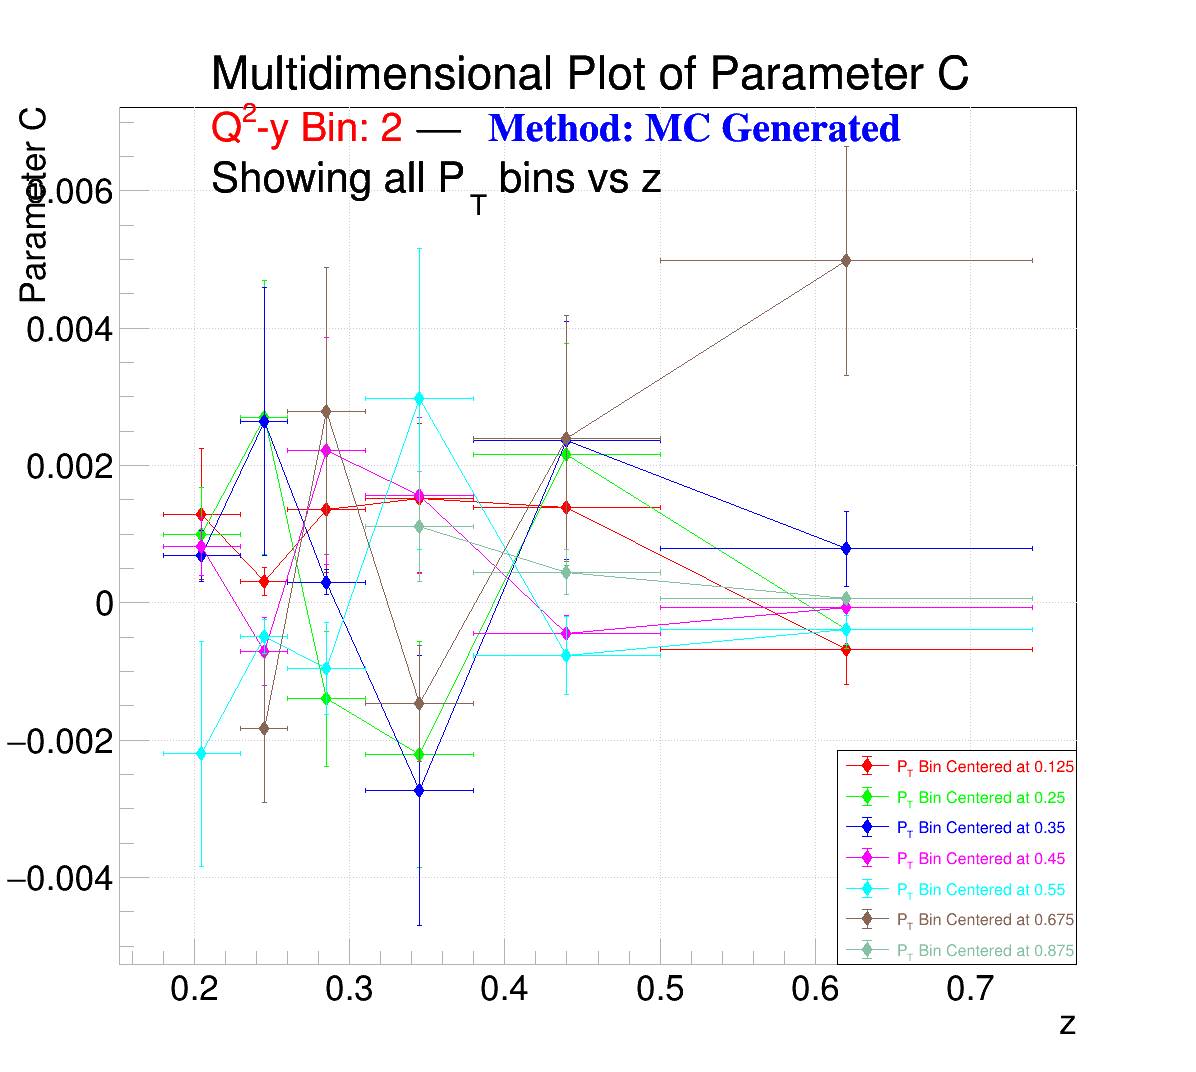 Multidimensional Plot of Parameter C
Q2-y Bin: 2 — Method: MC Generated
Showing all PT bins vs z
Parameter C
0.006
0.004
0.002
0
−0.002
−0.004
0.2 0.3 0.4 0.5 0.6 0.7
z
PT Bin Centered at 0.125
PT Bin Centered at 0.25
PT Bin Centered at 0.35
PT Bin Centered at 0.45
PT Bin Centered at 0.55
PT Bin Centered at 0.675
PT Bin Centered at 0.875